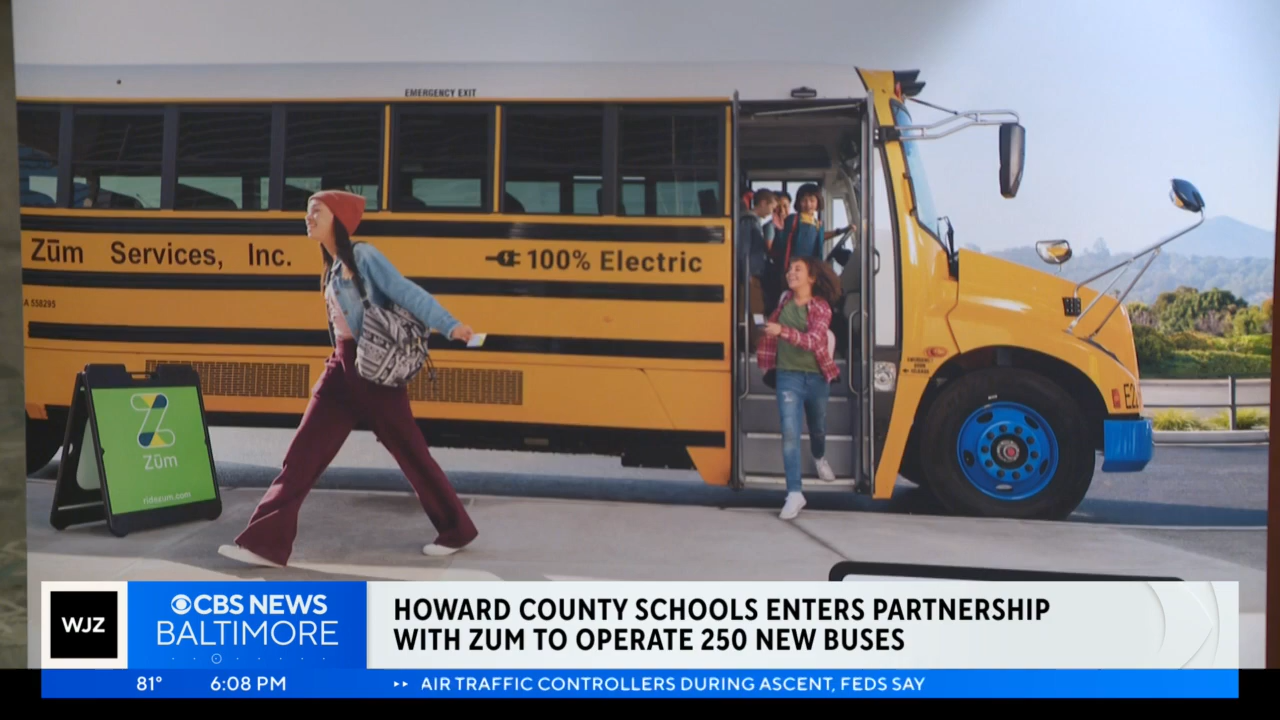 EMERGENCY EXIT
Zūm Services, Inc.
100% Electric
A 558295
Zūm
ridezum.com
E2
WJZ
CBS NEWS
BALTIMORE
HOWARD COUNTY SCHOOLS ENTERS PARTNERSHIP
WITH ZUM TO OPERATE 250 NEW BUSES
81° 6:08 PM
AIR TRAFFIC CONTROLLERS DURING ASCENT, FEDS SAY